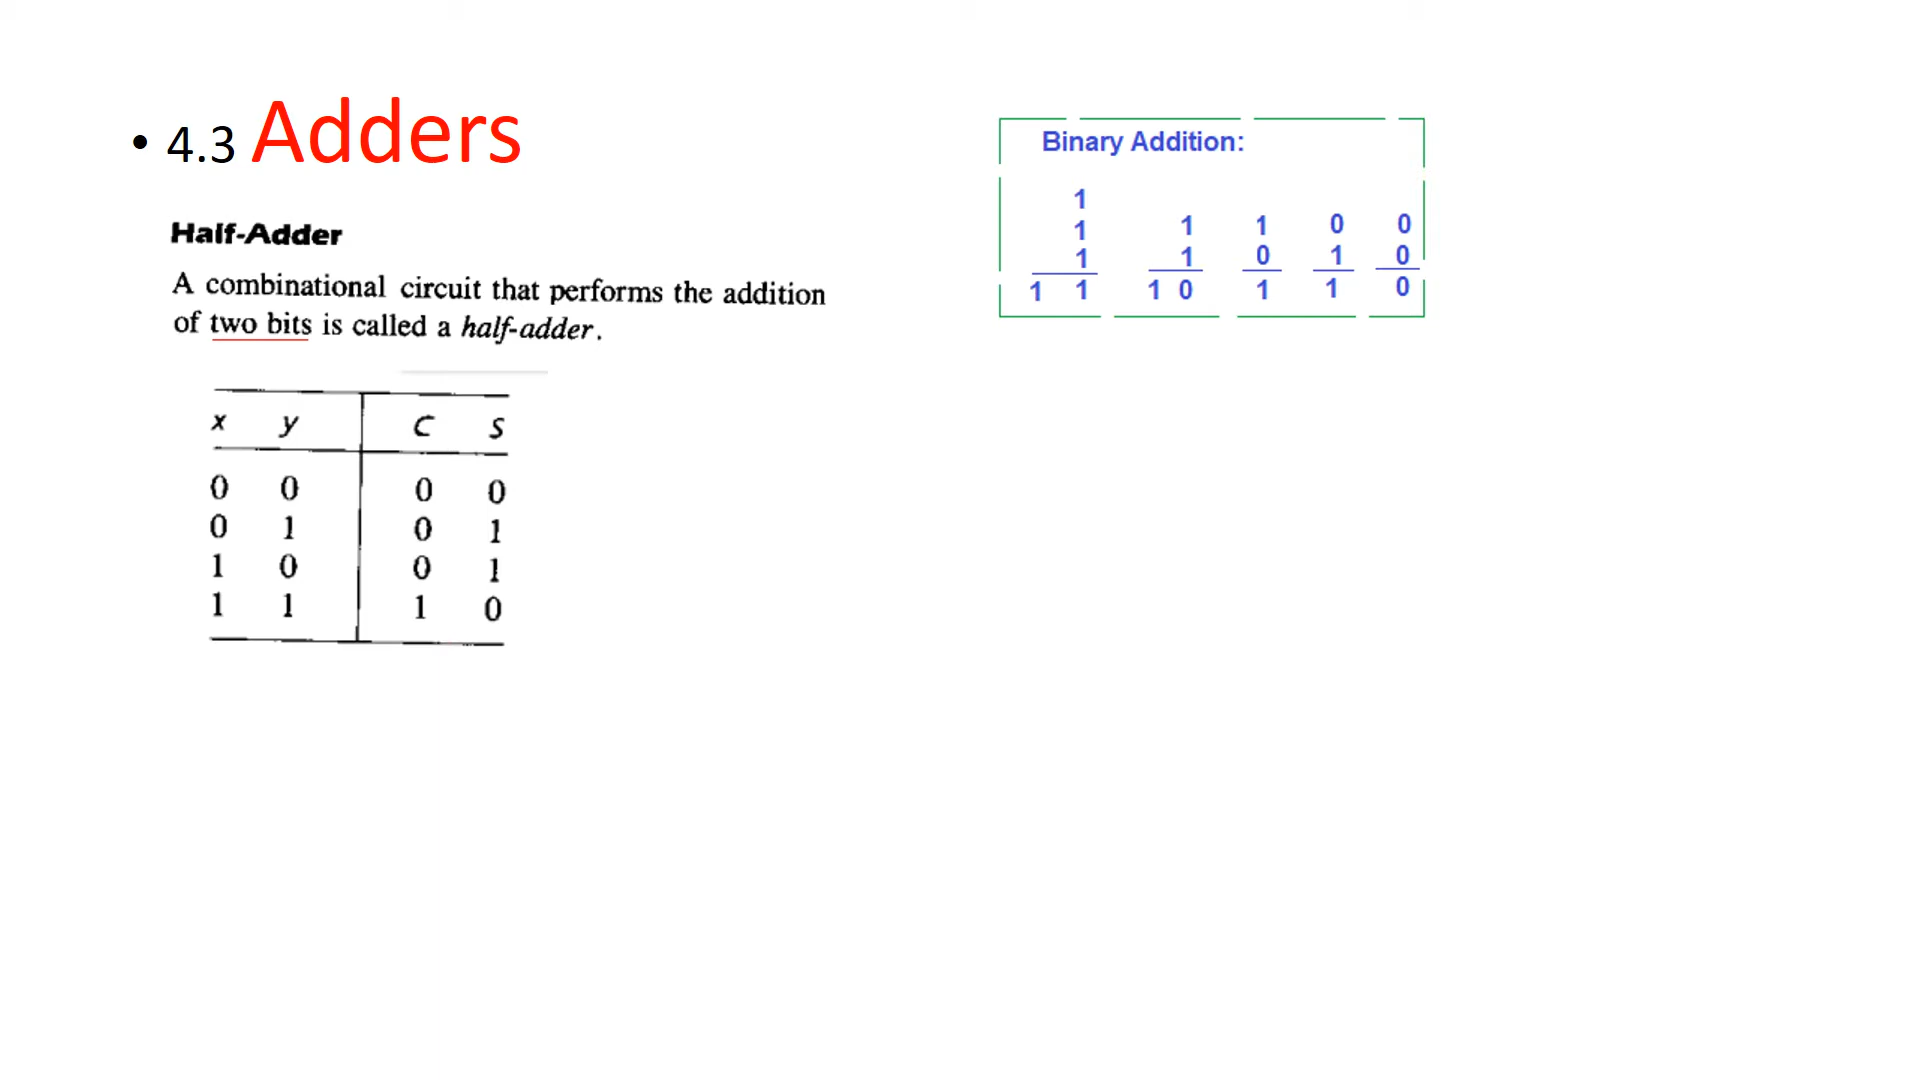 • 4.3 Adders
Half-Adder
A combinational circuit that performs the addition
of two bits is called a half-adder.
x y C S
0 0 0 0
0 1 0 1
1 0 0 1
1 1 1 0
Binary Addition:
1
1 1 1 0 0
1 1 0 1 0
1 1 1 0 1 1 0